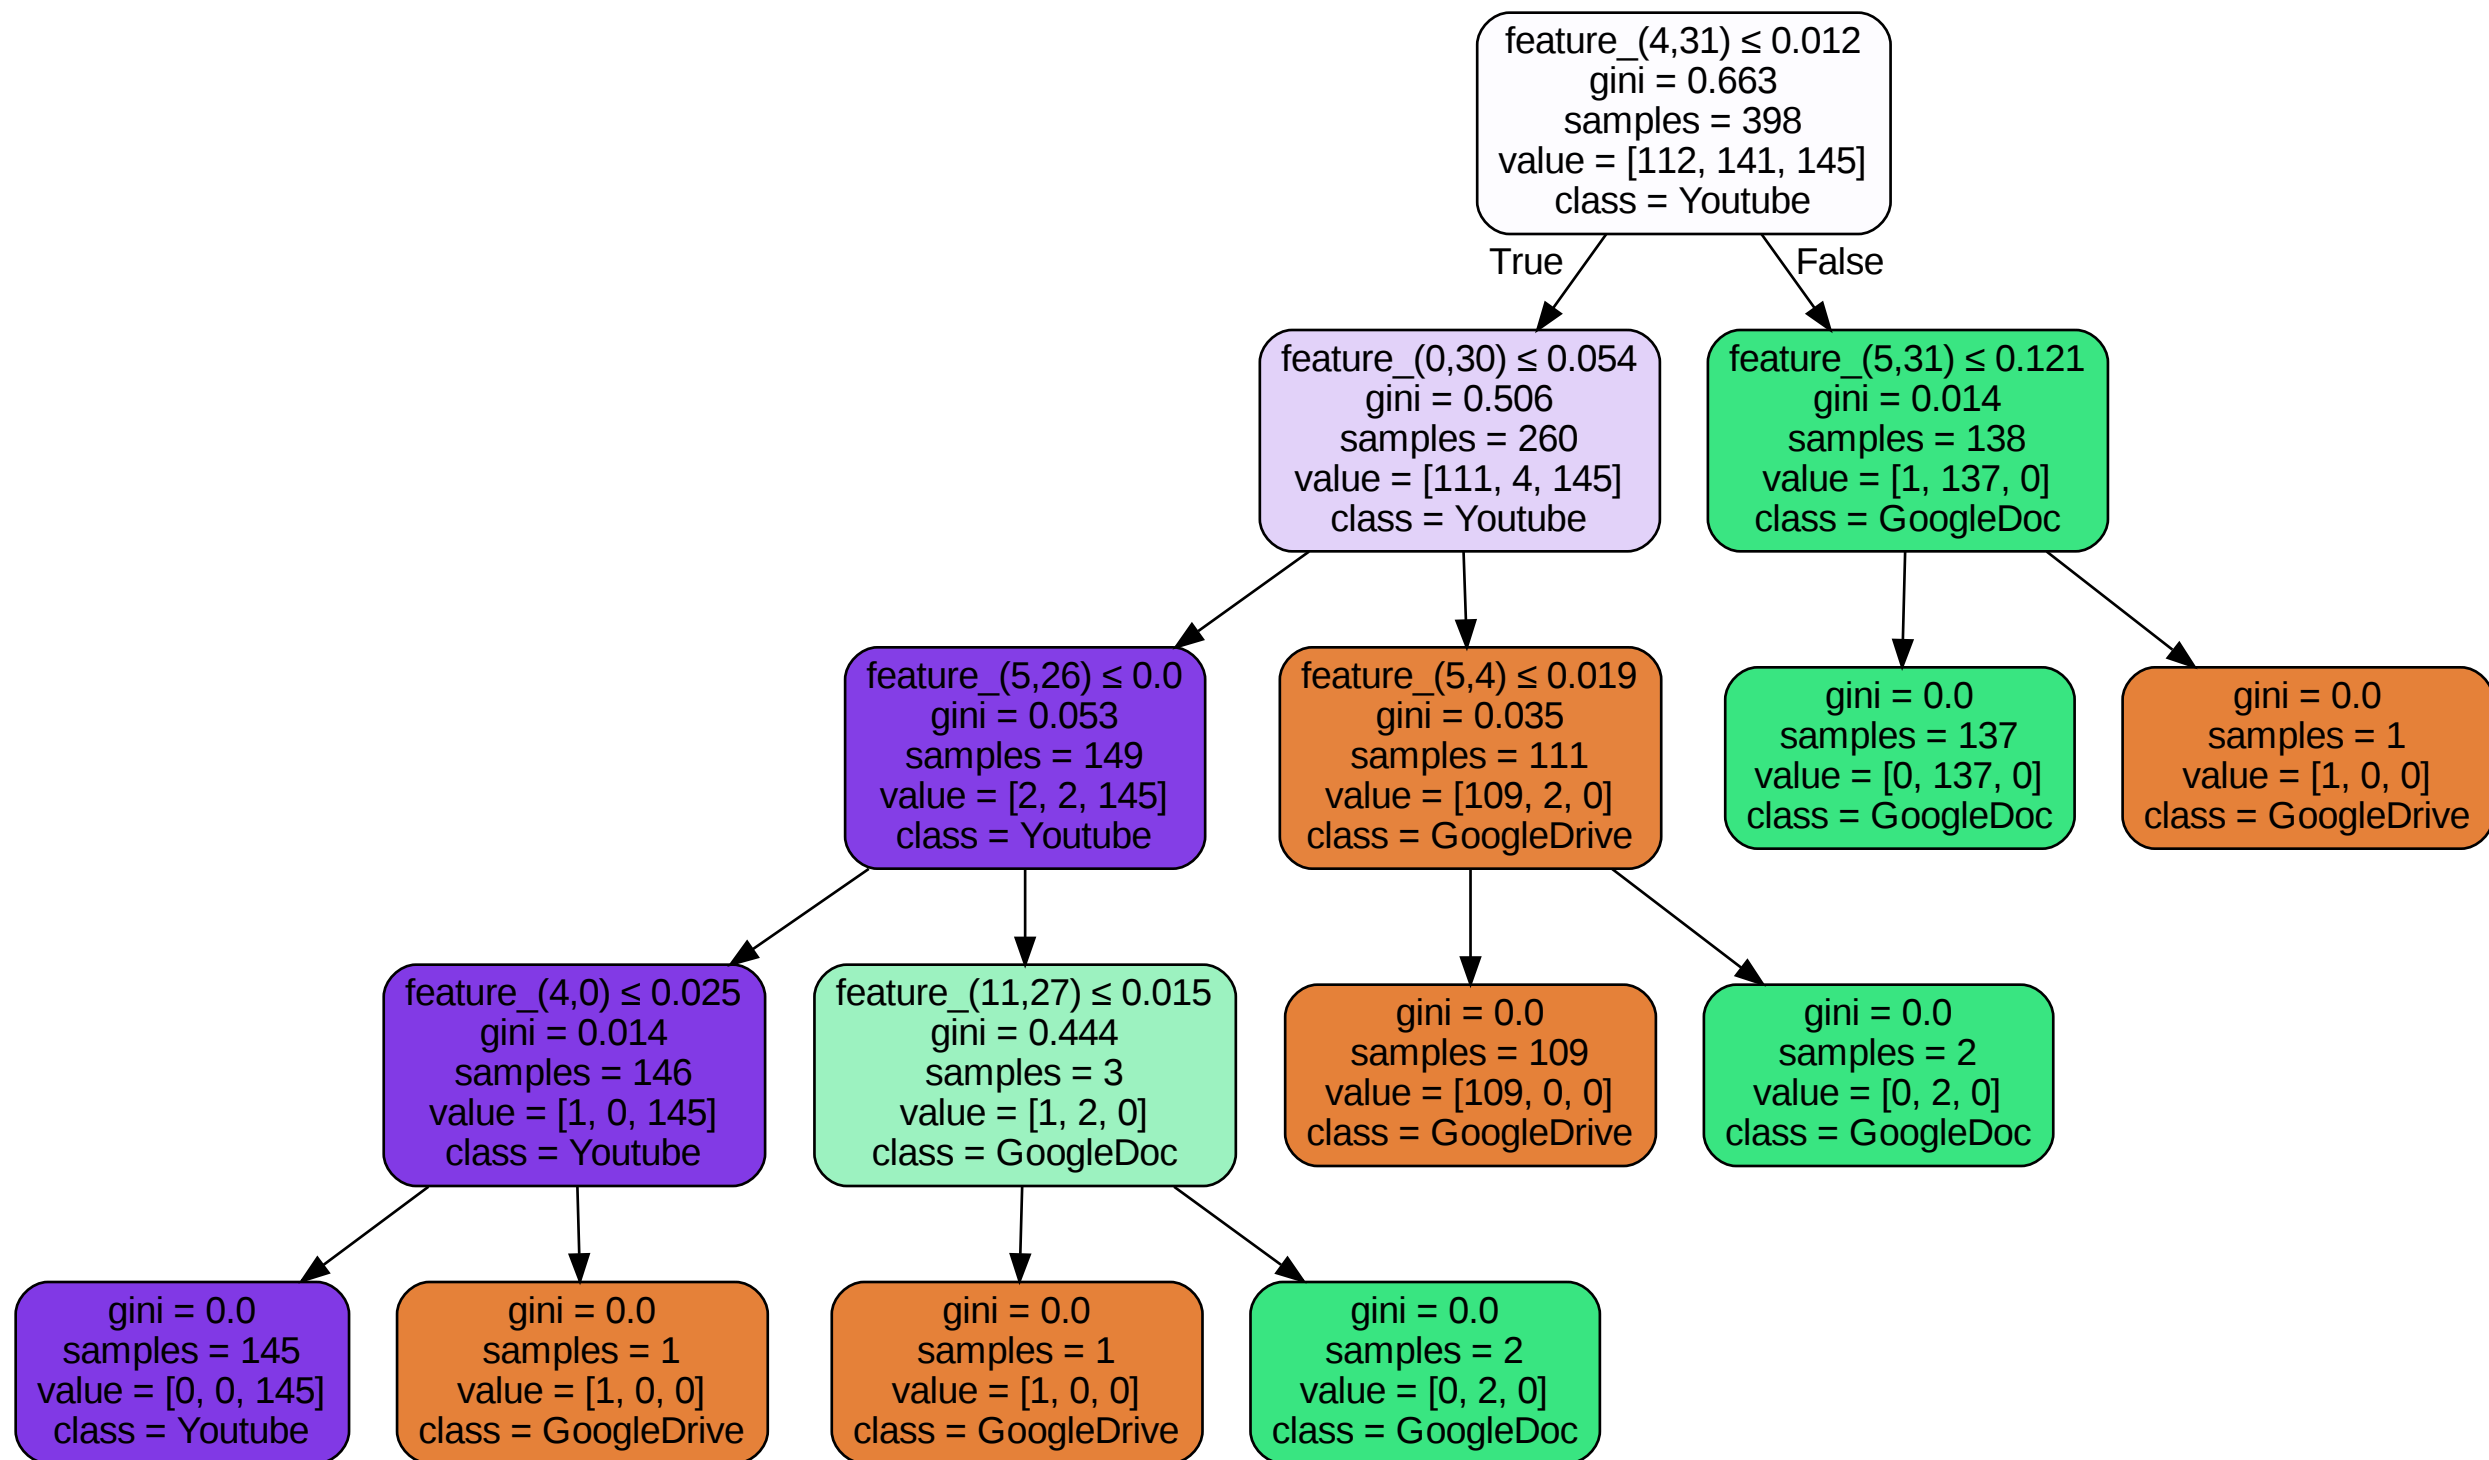 feature_(4,31) ≤ 0.012
gini = 0.663
samples = 398
value = [112, 141, 145]
class = Youtube
True
False
feature_(0,30) ≤ 0.054
gini = 0.506
samples = 260
value = [111, 4, 145]
class = Youtube
feature_(5,31) ≤ 0.121
gini = 0.014
samples = 138
value = [1, 137, 0]
class = GoogleDoc
feature_(5,26) ≤ 0.0
gini = 0.053
samples = 149
value = [2, 2, 145]
class = Youtube
feature_(5,4) ≤ 0.019
gini = 0.035
samples = 111
value = [109, 2, 0]
class = GoogleDrive
gini = 0.0
samples = 137
value = [0, 137, 0]
class = GoogleDoc
gini = 0.0
samples = 1
value = [1, 0, 0]
class = GoogleDrive
feature_(4,0) ≤ 0.025
gini = 0.014
samples = 146
value = [1, 0, 145]
class = Youtube
feature_(11,27) ≤ 0.015
gini = 0.444
samples = 3
value = [1, 2, 0]
class = GoogleDoc
gini = 0.0
samples = 109
value = [109, 0, 0]
class = GoogleDrive
gini = 0.0
samples = 2
value = [0, 2, 0]
class = GoogleDoc
gini = 0.0
samples = 145
value = [0, 0, 145]
class = Youtube
gini = 0.0
samples = 1
value = [1, 0, 0]
class = GoogleDrive
gini = 0.0
samples = 1
value = [1, 0, 0]
class = GoogleDrive
gini = 0.0
samples = 2
value = [0, 2, 0]
class = GoogleDoc